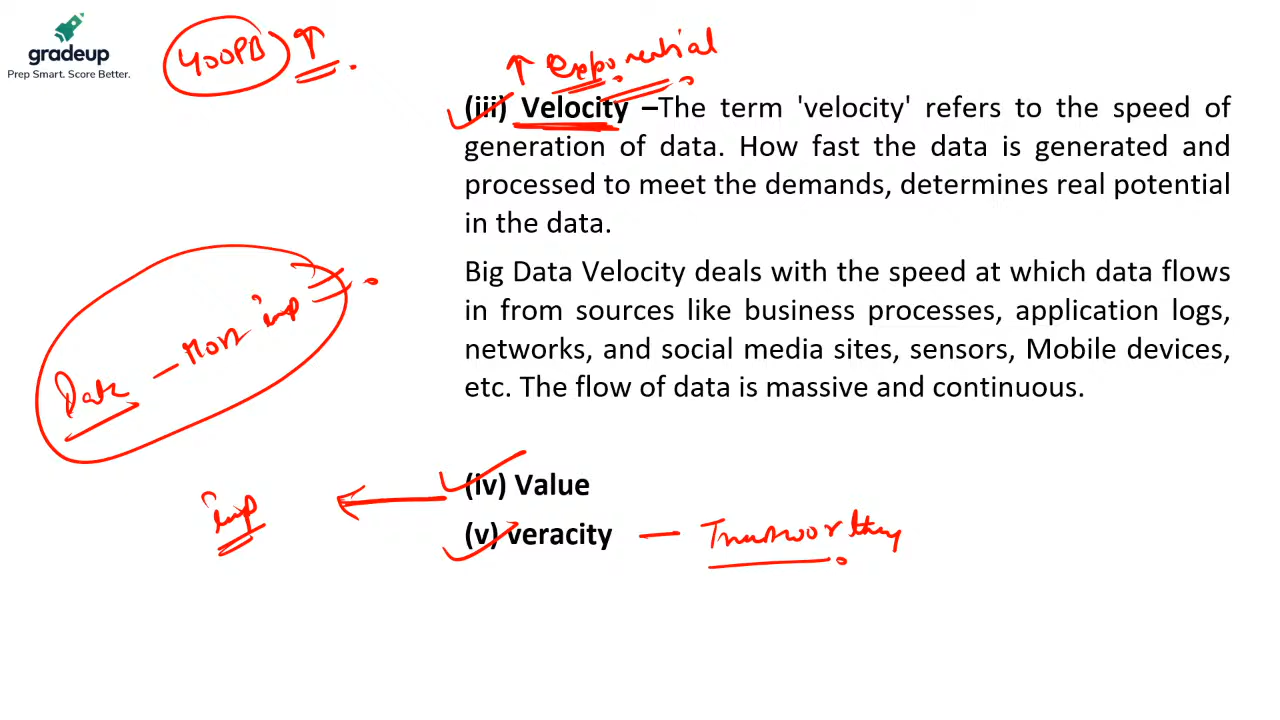 gradeup
Prep Smart. Score Better.
400PB ↑
↑ exponential
(iii) Velocity –The term 'velocity' refers to the speed of
generation of data. How fast the data is generated and
processed to meet the demands, determines real potential
in the data.
Big Data Velocity deals with the speed at which data flows
in from sources like business processes, application logs,
networks, and social media sites, sensors, Mobile devices,
etc. The flow of data is massive and continuous.
Data – more imp
(iv) Value
imp
(v) veracity – Trustworthy